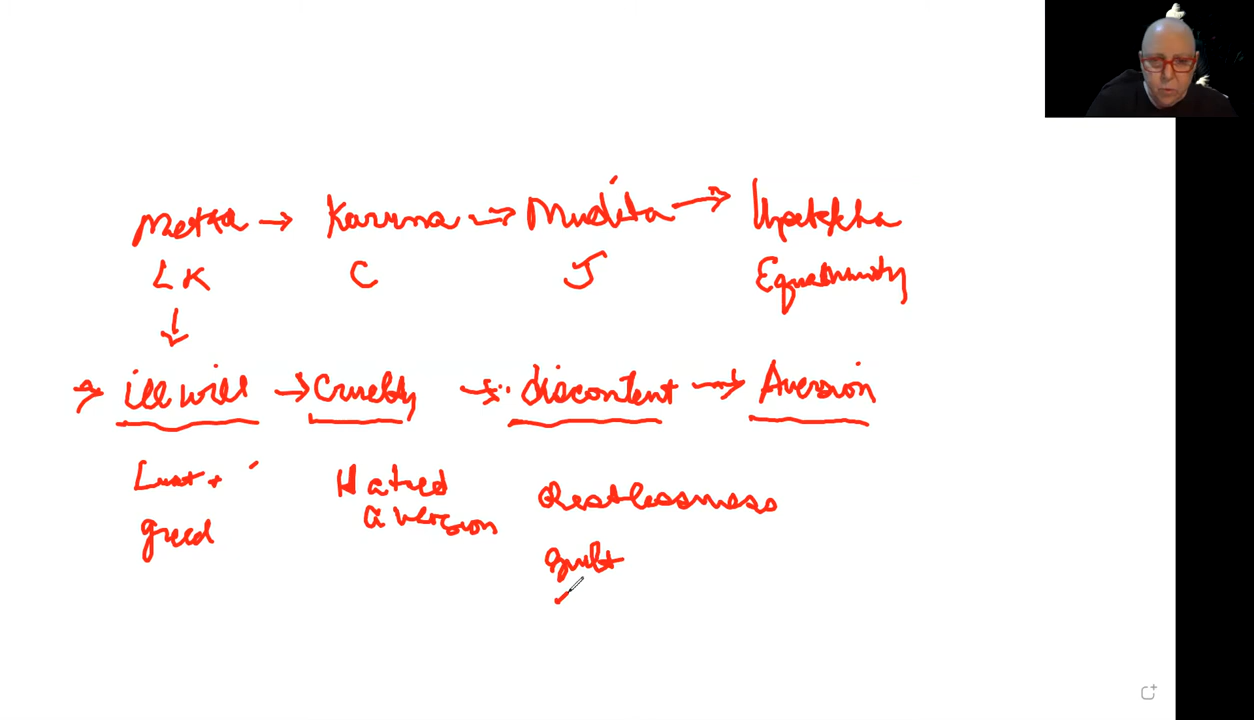 Metta → Karuna → Mudita → Upekkha
LK C J Equanimity
↓
→ ill will → Cruelty → discontent → Aversion
Lust + Hatred Restlessness
greed aversion guilt